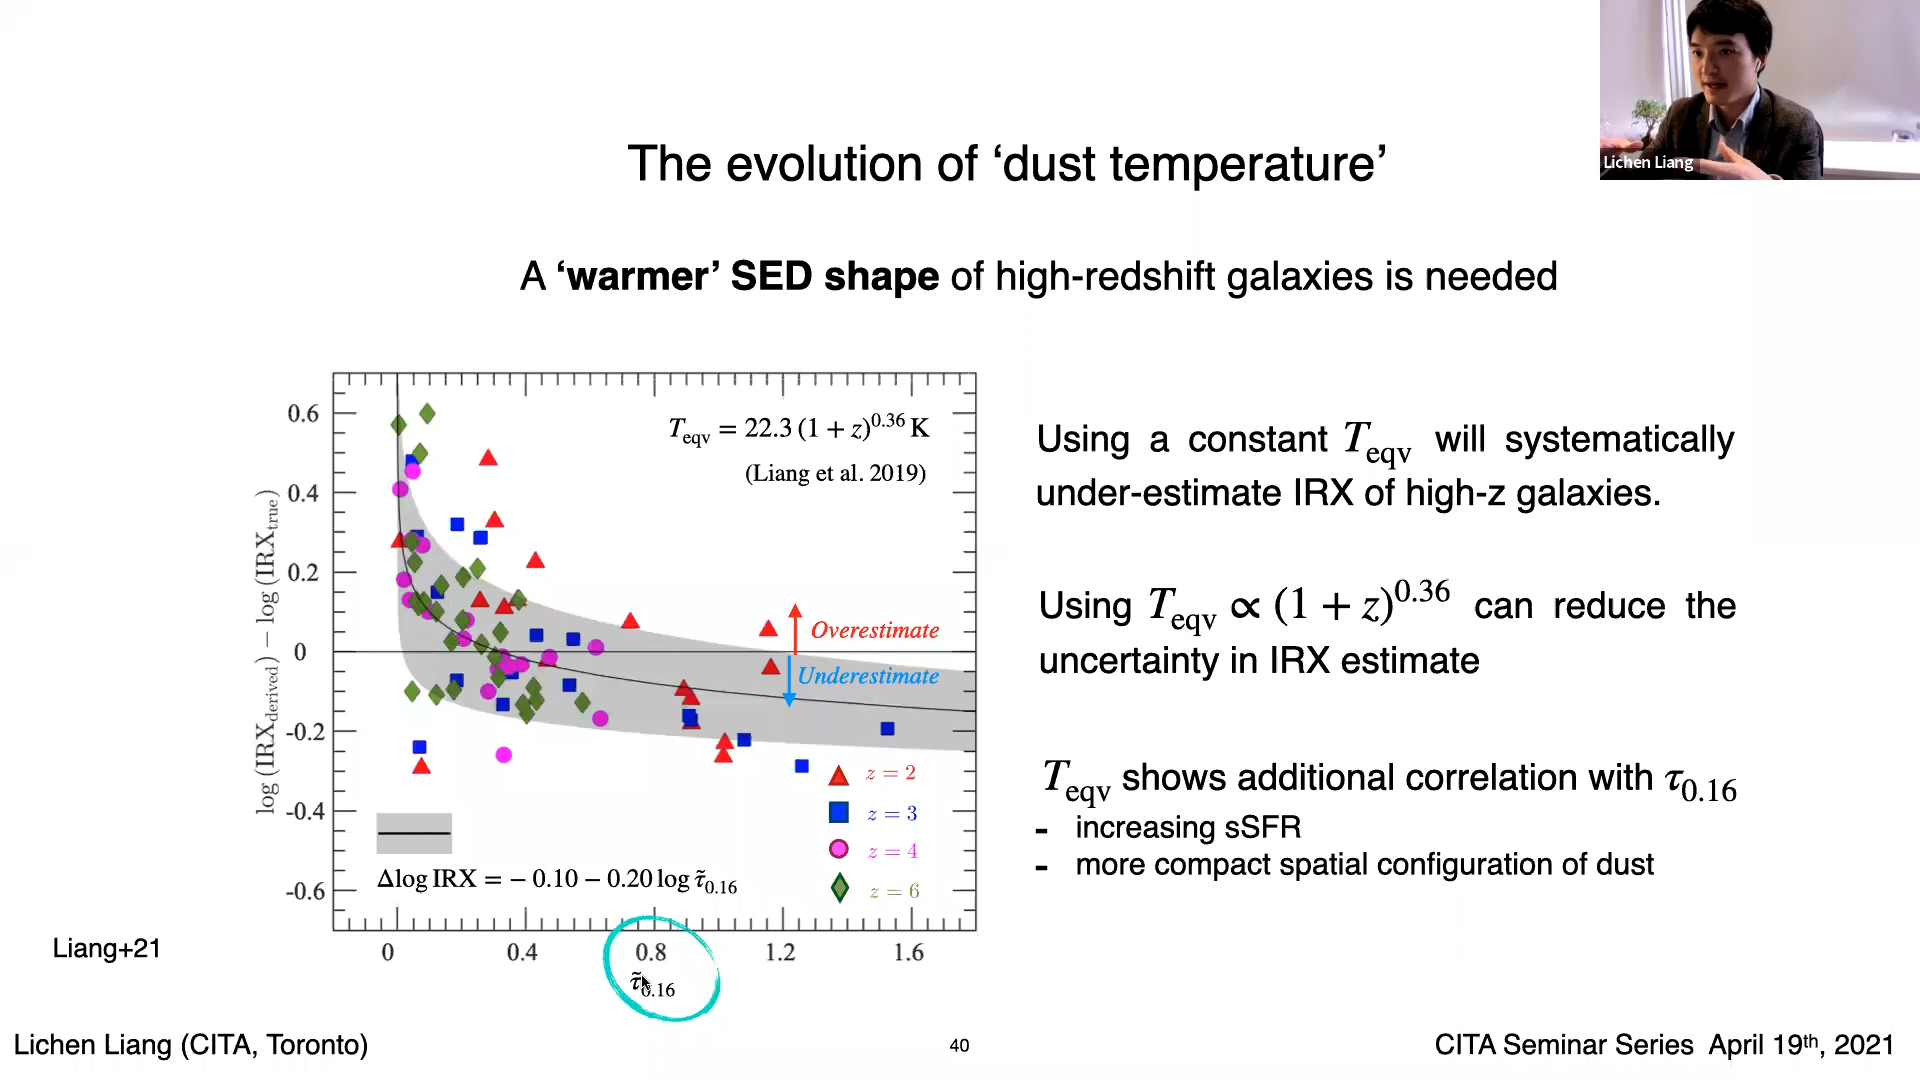 Lichen Liang
The evolution of ‘dust temperature’
A ‘warmer’ SED shape of high-redshift galaxies is needed
T_eqv = 22.3 (1 + z)^0.36 K
(Liang et al. 2019)
log (IRX_derived) − log (IRX_true)
0.6
0.4
0.2
0
-0.2
-0.4
-0.6
Overestimate
Underestimate
z = 2
z = 3
z = 4
z = 6
Δlog IRX = − 0.10 − 0.20 log τ̃_0.16
0 0.4 0.8 1.2 1.6
τ̃_0.16
Using a constant T_eqv will systematically
under-estimate IRX of high-z galaxies.
Using T_eqv ∝ (1 + z)^0.36 can reduce the
uncertainty in IRX estimate
T_eqv shows additional correlation with τ_0.16
- increasing sSFR
- more compact spatial configuration of dust
Liang+21
Lichen Liang (CITA, Toronto)
40
CITA Seminar Series April 19th, 2021